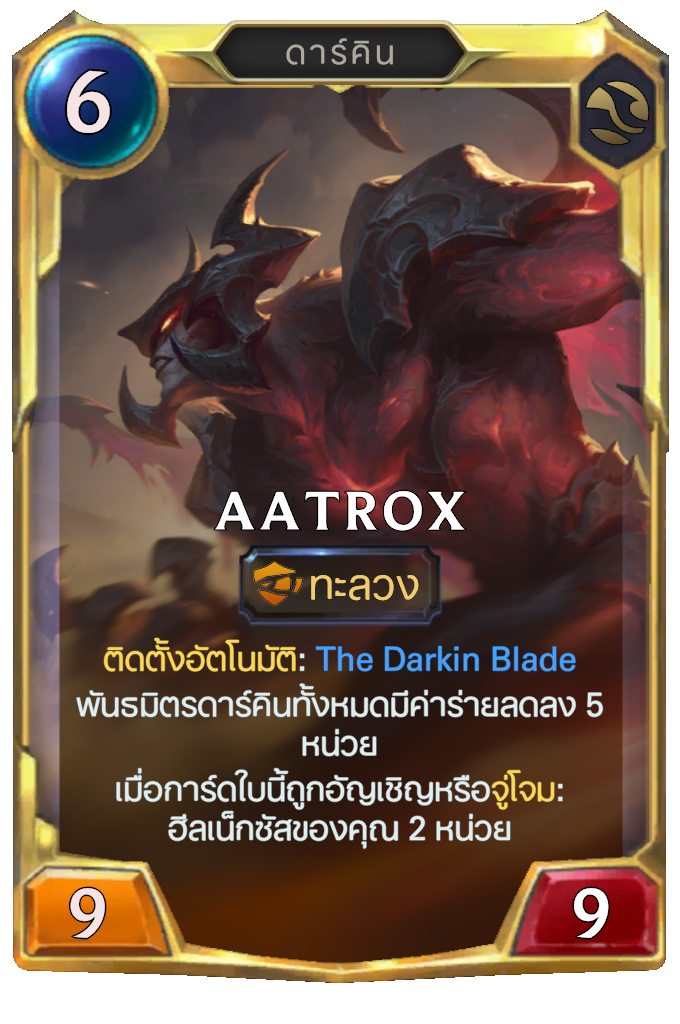 ดาร์คิน
6
AATROX
ทะลวง
ติดตั้งอัตโนมัติ: The Darkin Blade
พันธมิตรดาร์คินทั้งหมดมีค่าร่ายลดลง 5
หน่วย
เมื่อการ์ดใบนี้ถูกอัญเชิญหรือจู่โจม:
ฮีลเน็กซัสของคุณ 2 หน่วย
9
9